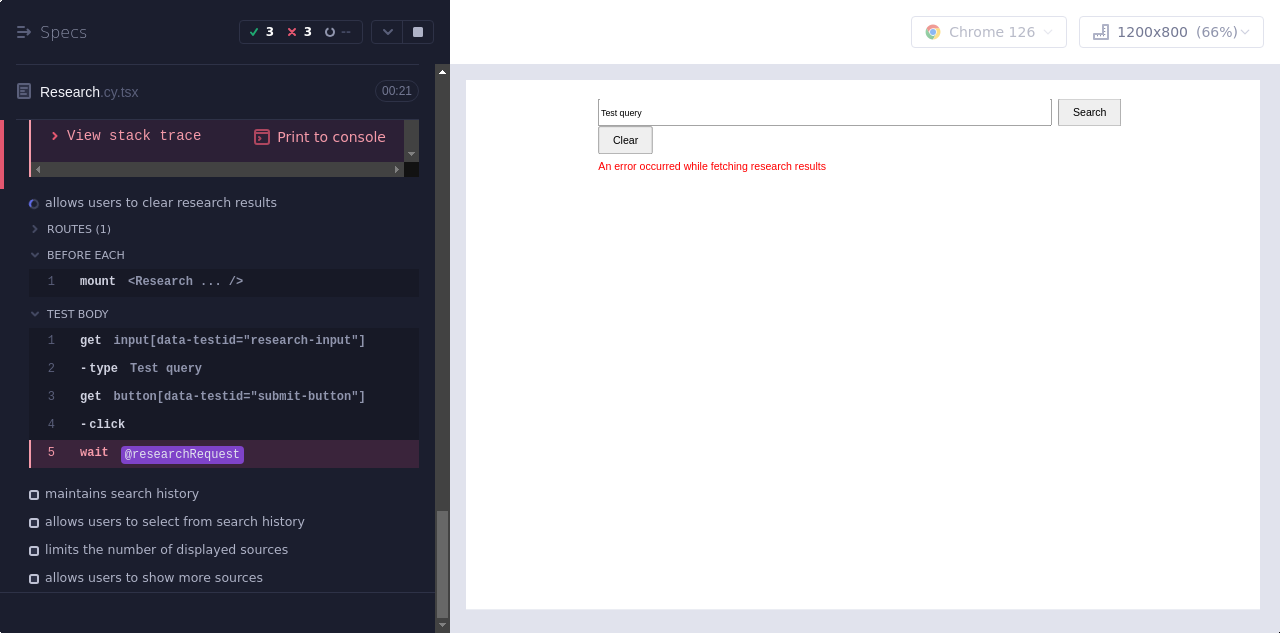 Specs
3 3 --
Research.cy.tsx
00:21
View stack trace
Print to console
allows users to clear research results
ROUTES (1)
BEFORE EACH
1 mount <Research ... />
TEST BODY
1 get input[data-testid="research-input"]
2 -type Test query
3 get button[data-testid="submit-button"]
4 -click
5 wait @researchRequest
maintains search history
allows users to select from search history
limits the number of displayed sources
allows users to show more sources
Chrome 126
1200x800 (66%)
Test query
Search
Clear
An error occurred while fetching research results